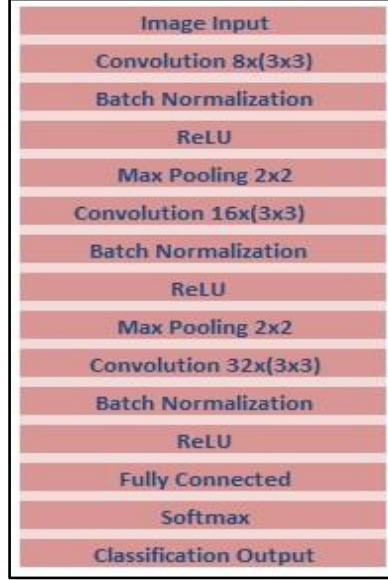 Image Input
Convolution 8x(3x3)
Batch Normalization
ReLU
Max Pooling 2x2
Convolution 16x(3x3)
Batch Normalization
ReLU
Max Pooling 2x2
Convolution 32x(3x3)
Batch Normalization
ReLU
Fully Connected
Softmax
Classification Output